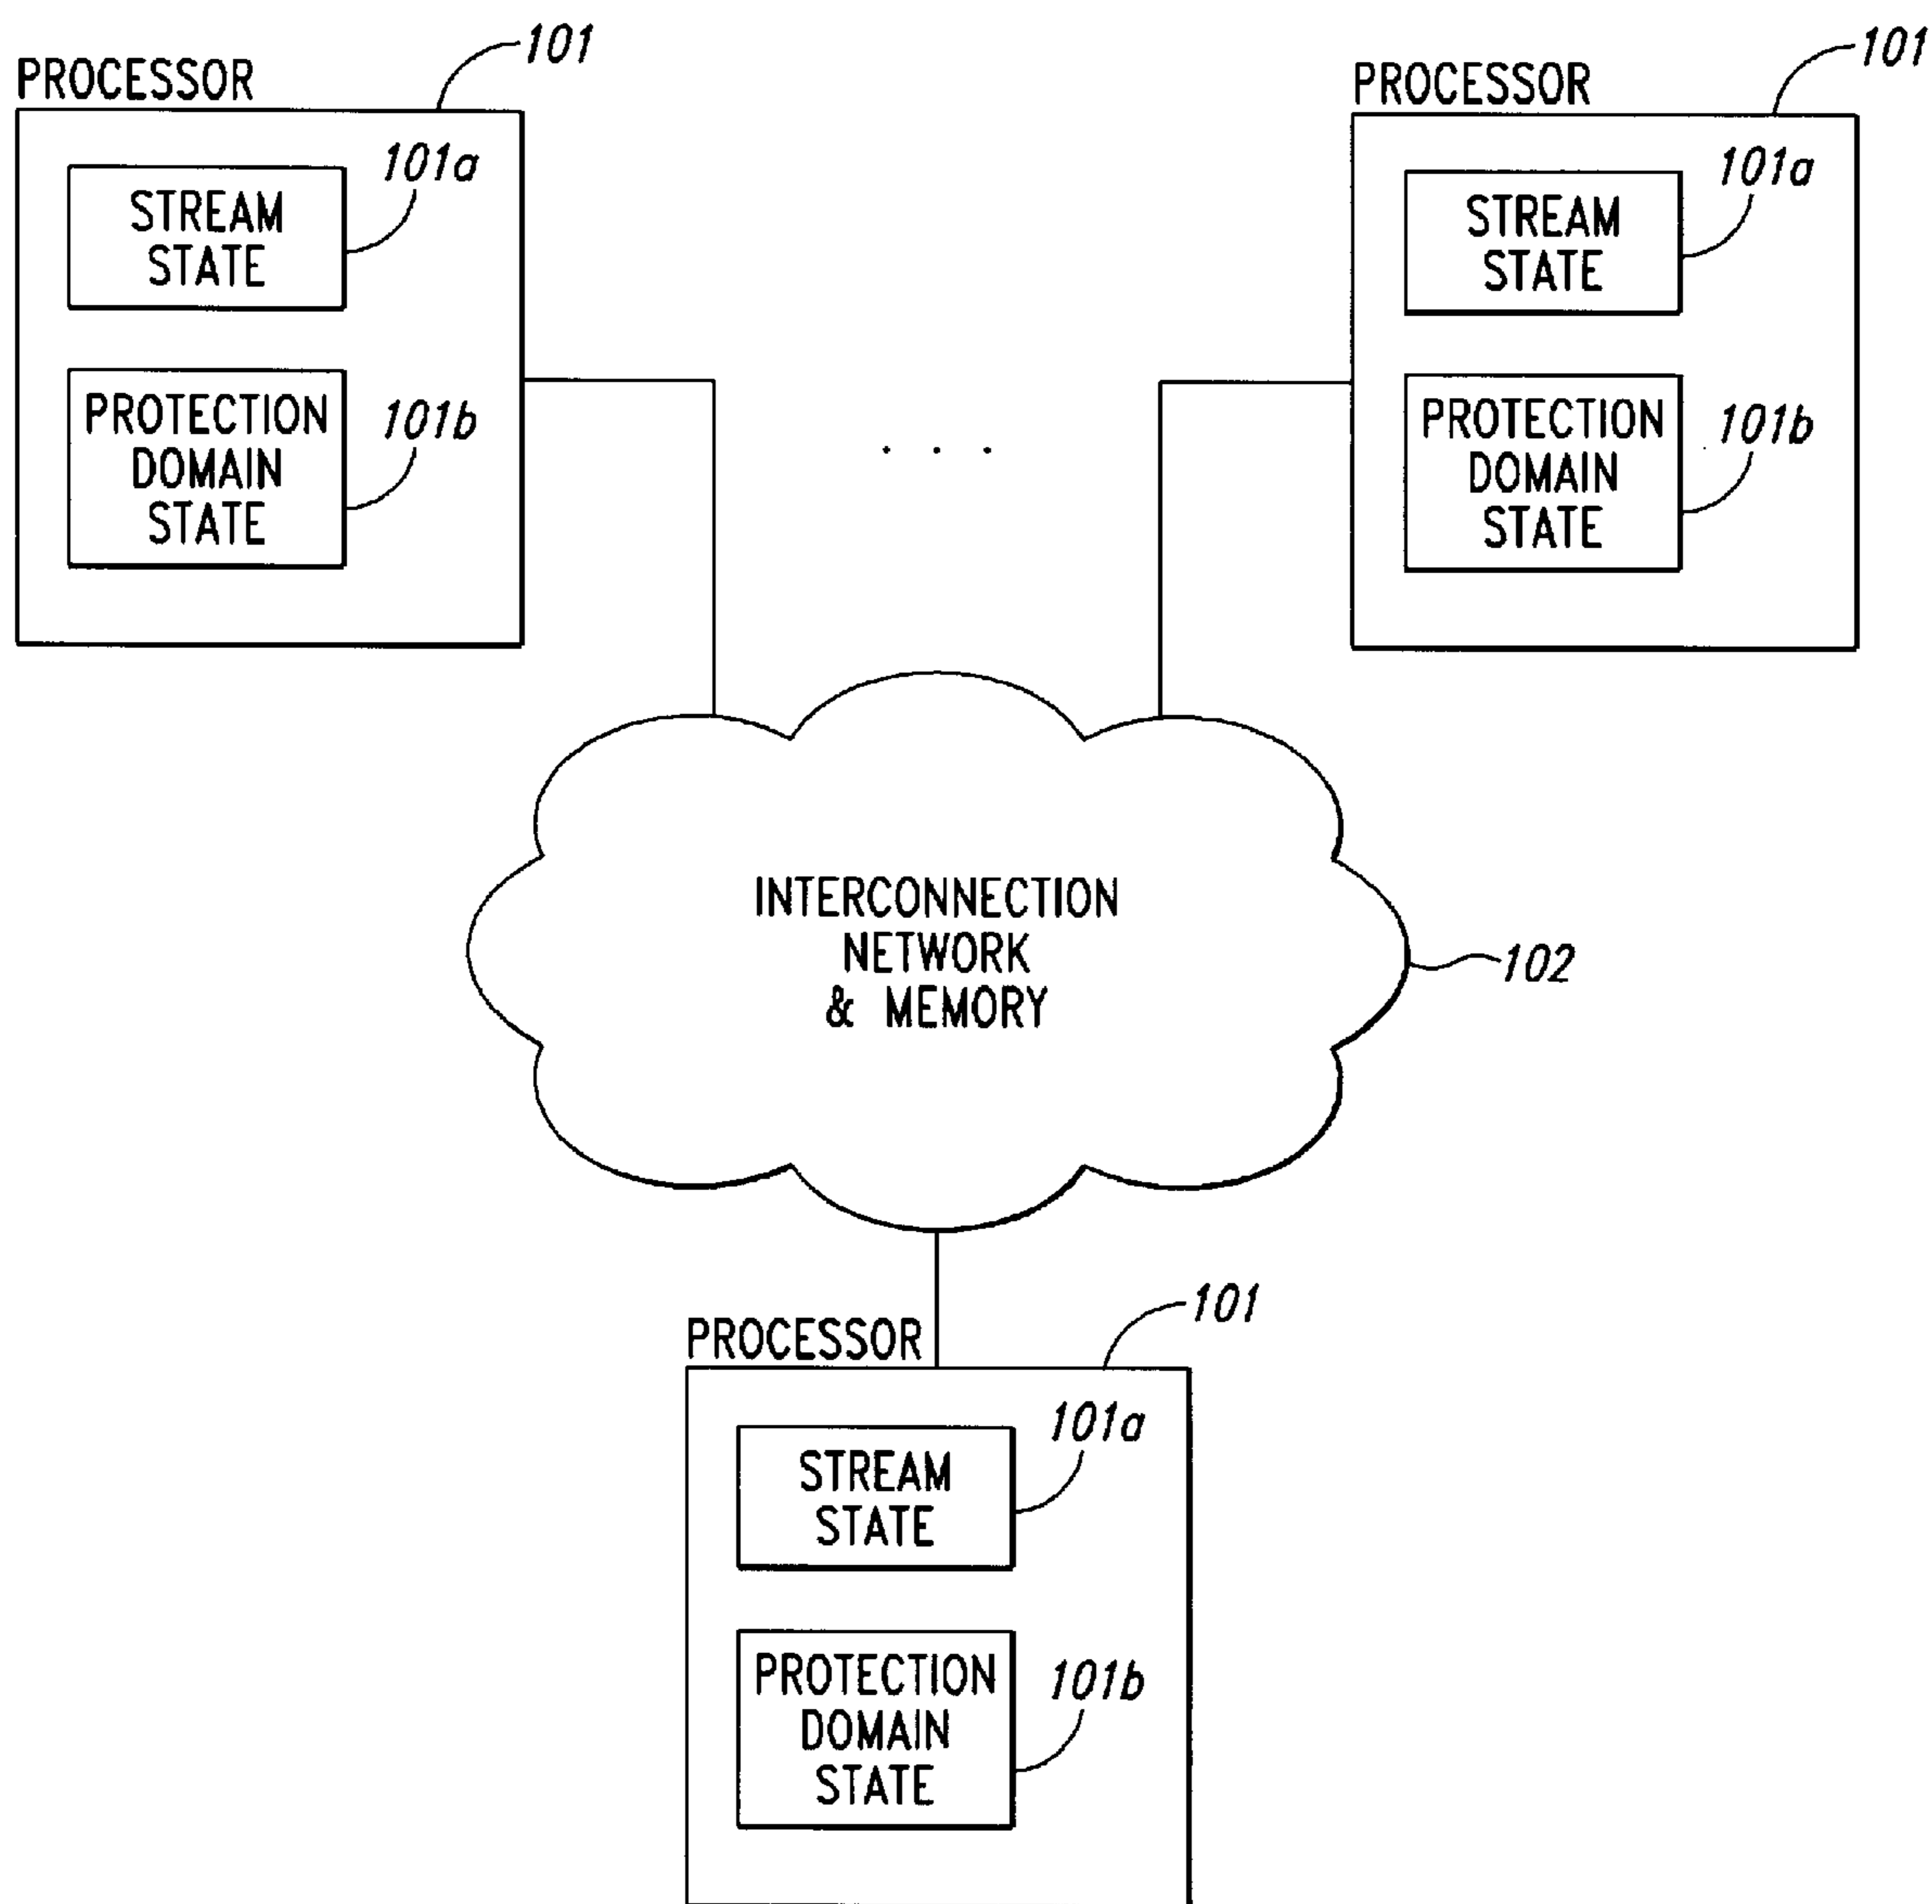 101
PROCESSOR
101a
STREAM
STATE
PROTECTION
DOMAIN
STATE
101b
. . .
101
PROCESSOR
101a
STREAM
STATE
PROTECTION
DOMAIN
STATE
101b
INTERCONNECTION
NETWORK
& MEMORY
102
101
PROCESSOR
101a
STREAM
STATE
PROTECTION
DOMAIN
STATE
101b